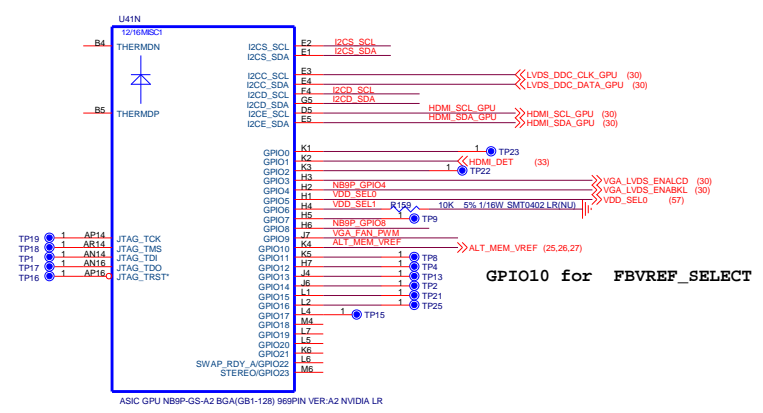 U41N
12/16MISC1
B4 THERMDN
I2CS_SCL E2 I2CS_SCL
I2CS_SDA E1 I2CS_SDA
I2CC_SCL E3 LVDS_DDC_CLK_GPU (30)
I2CC_SDA E4 LVDS_DDC_DATA_GPU (30)
I2CD_SCL F4 I2CD_SCL
I2CD_SDA G5 I2CD_SDA
B5 THERMDP
I2CE_SCL D5 HDMI_SCL_GPU HDMI_SCL_GPU (30)
I2CE_SDA E5 HDMI_SDA_GPU HDMI_SDA_GPU (30)
GPIO0 K1 1 TP23
GPIO1 K2 HDMI_DET (33)
GPIO2 K3 1 TP22
GPIO3 H3 VGA_LVDS_ENALCD (30)
GPIO4 H2 NB9P_GPIO4 VGA_LVDS_ENABKL (30)
GPIO5 H1 VDD_SEL0 VDD_SEL0 (57)
GPIO6 H4 VDD_SEL1 R159 10K 5% 1/16W SMT0402 LR(NU)
GPIO7 H5 1 TP9
GPIO8 H6 NB9P_GPIO8
GPIO9 J7 VGA_FAN_PWM
TP19 1 AP14 JTAG_TCK
TP18 1 AR14 JTAG_TMS
TP1 1 AN14 JTAG_TDI
TP17 1 AN16 JTAG_TDO
TP16 1 AP16 JTAG_TRST*
GPIO10 K4 ALT_MEM_VREF ALT_MEM_VREF (25,26,27)
GPIO11 K5 1 TP8
GPIO12 H7 1 TP4
GPIO13 J4 1 TP13
GPIO14 J6 1 TP2
GPIO15 L1 1 TP21
GPIO16 L2 1 TP25
GPIO17 L4 1 TP15
GPIO18 M4
GPIO19 L7
GPIO20 L5
GPIO21 K6
SWAP_RDY_A/GPIO22 L6
STEREO/GPIO23 M6
GPIO10 for FBVREF_SELECT
ASIC GPU NB9P-GS-A2 BGA(GB1-128) 969PIN VER:A2 NVIDIA LR